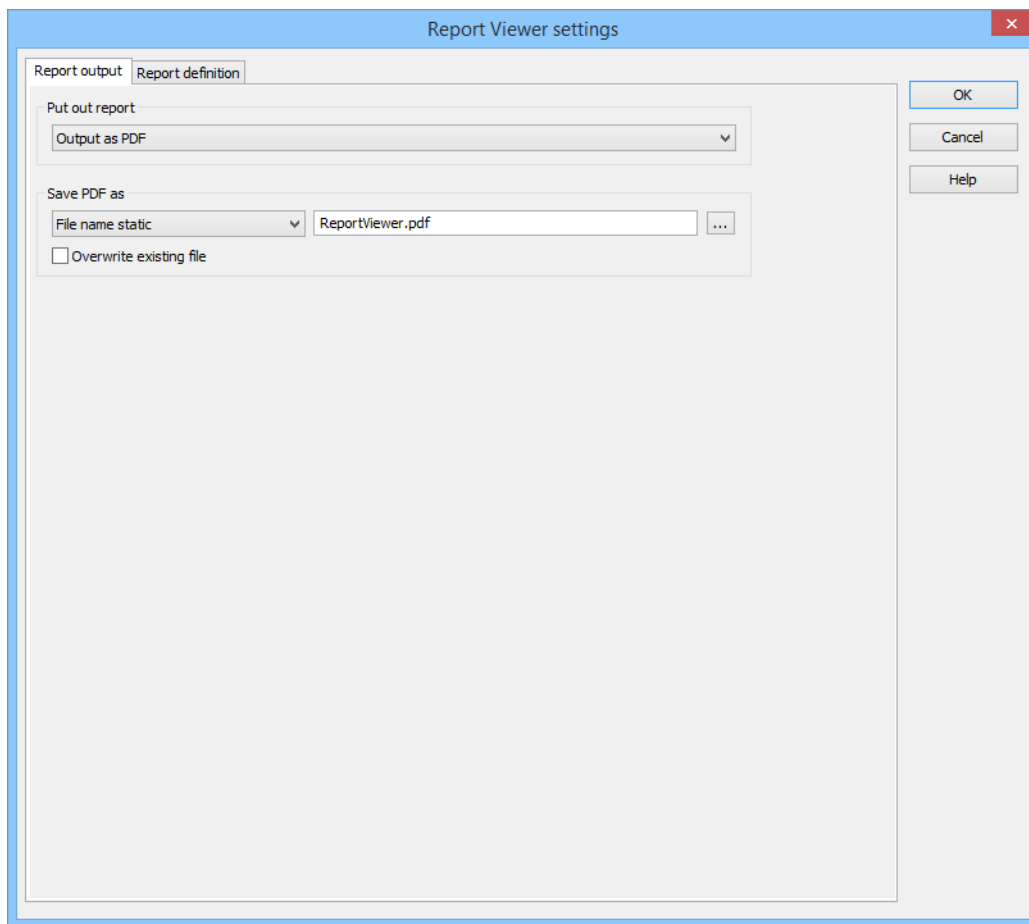 Report Viewer settings
Report output
Report definition
Put out report
Output as PDF
Save PDF as
File name static
ReportViewer.pdf
...
Overwrite existing file
OK
Cancel
Help